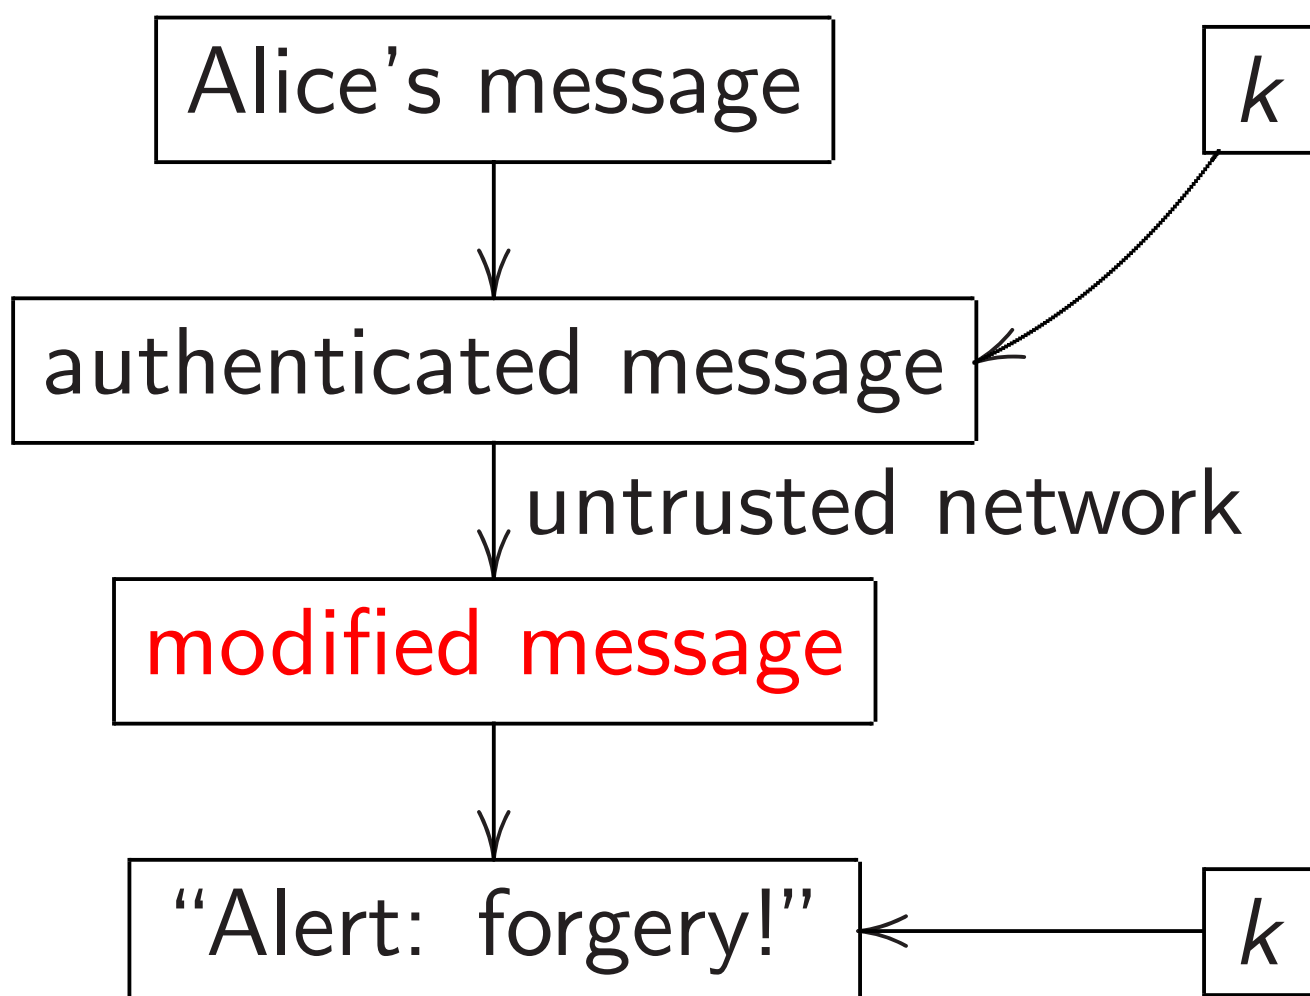 Alice’s message
k
authenticated message
untrusted network
modified message
“Alert: forgery!”
k